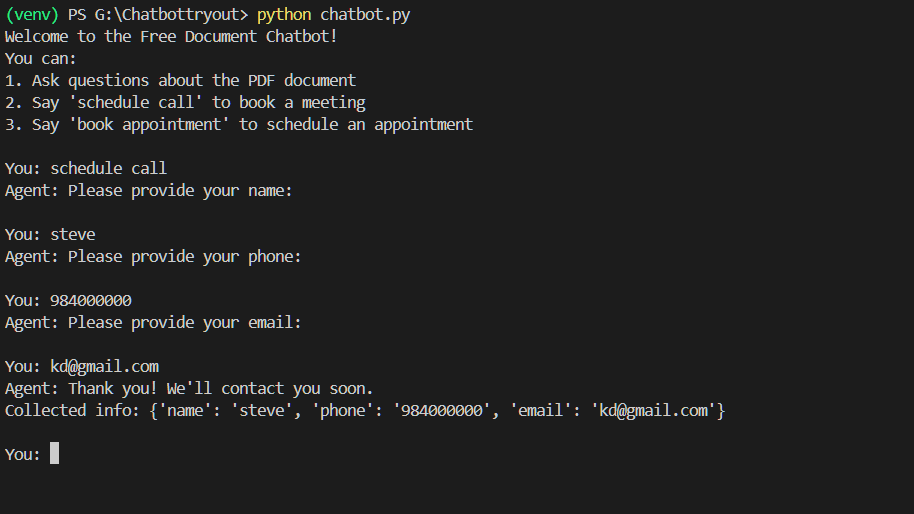 (venv) PS G:\Chatbottryout> python chatbot.py
Welcome to the Free Document Chatbot!
You can:
1. Ask questions about the PDF document
2. Say 'schedule call' to book a meeting
3. Say 'book appointment' to schedule an appointment
You: schedule call
Agent: Please provide your name:
You: steve
Agent: Please provide your phone:
You: 984000000
Agent: Please provide your email:
You: kd@gmail.com
Agent: Thank you! We'll contact you soon.
Collected info: {'name': 'steve', 'phone': '984000000', 'email': 'kd@gmail.com'}
You: